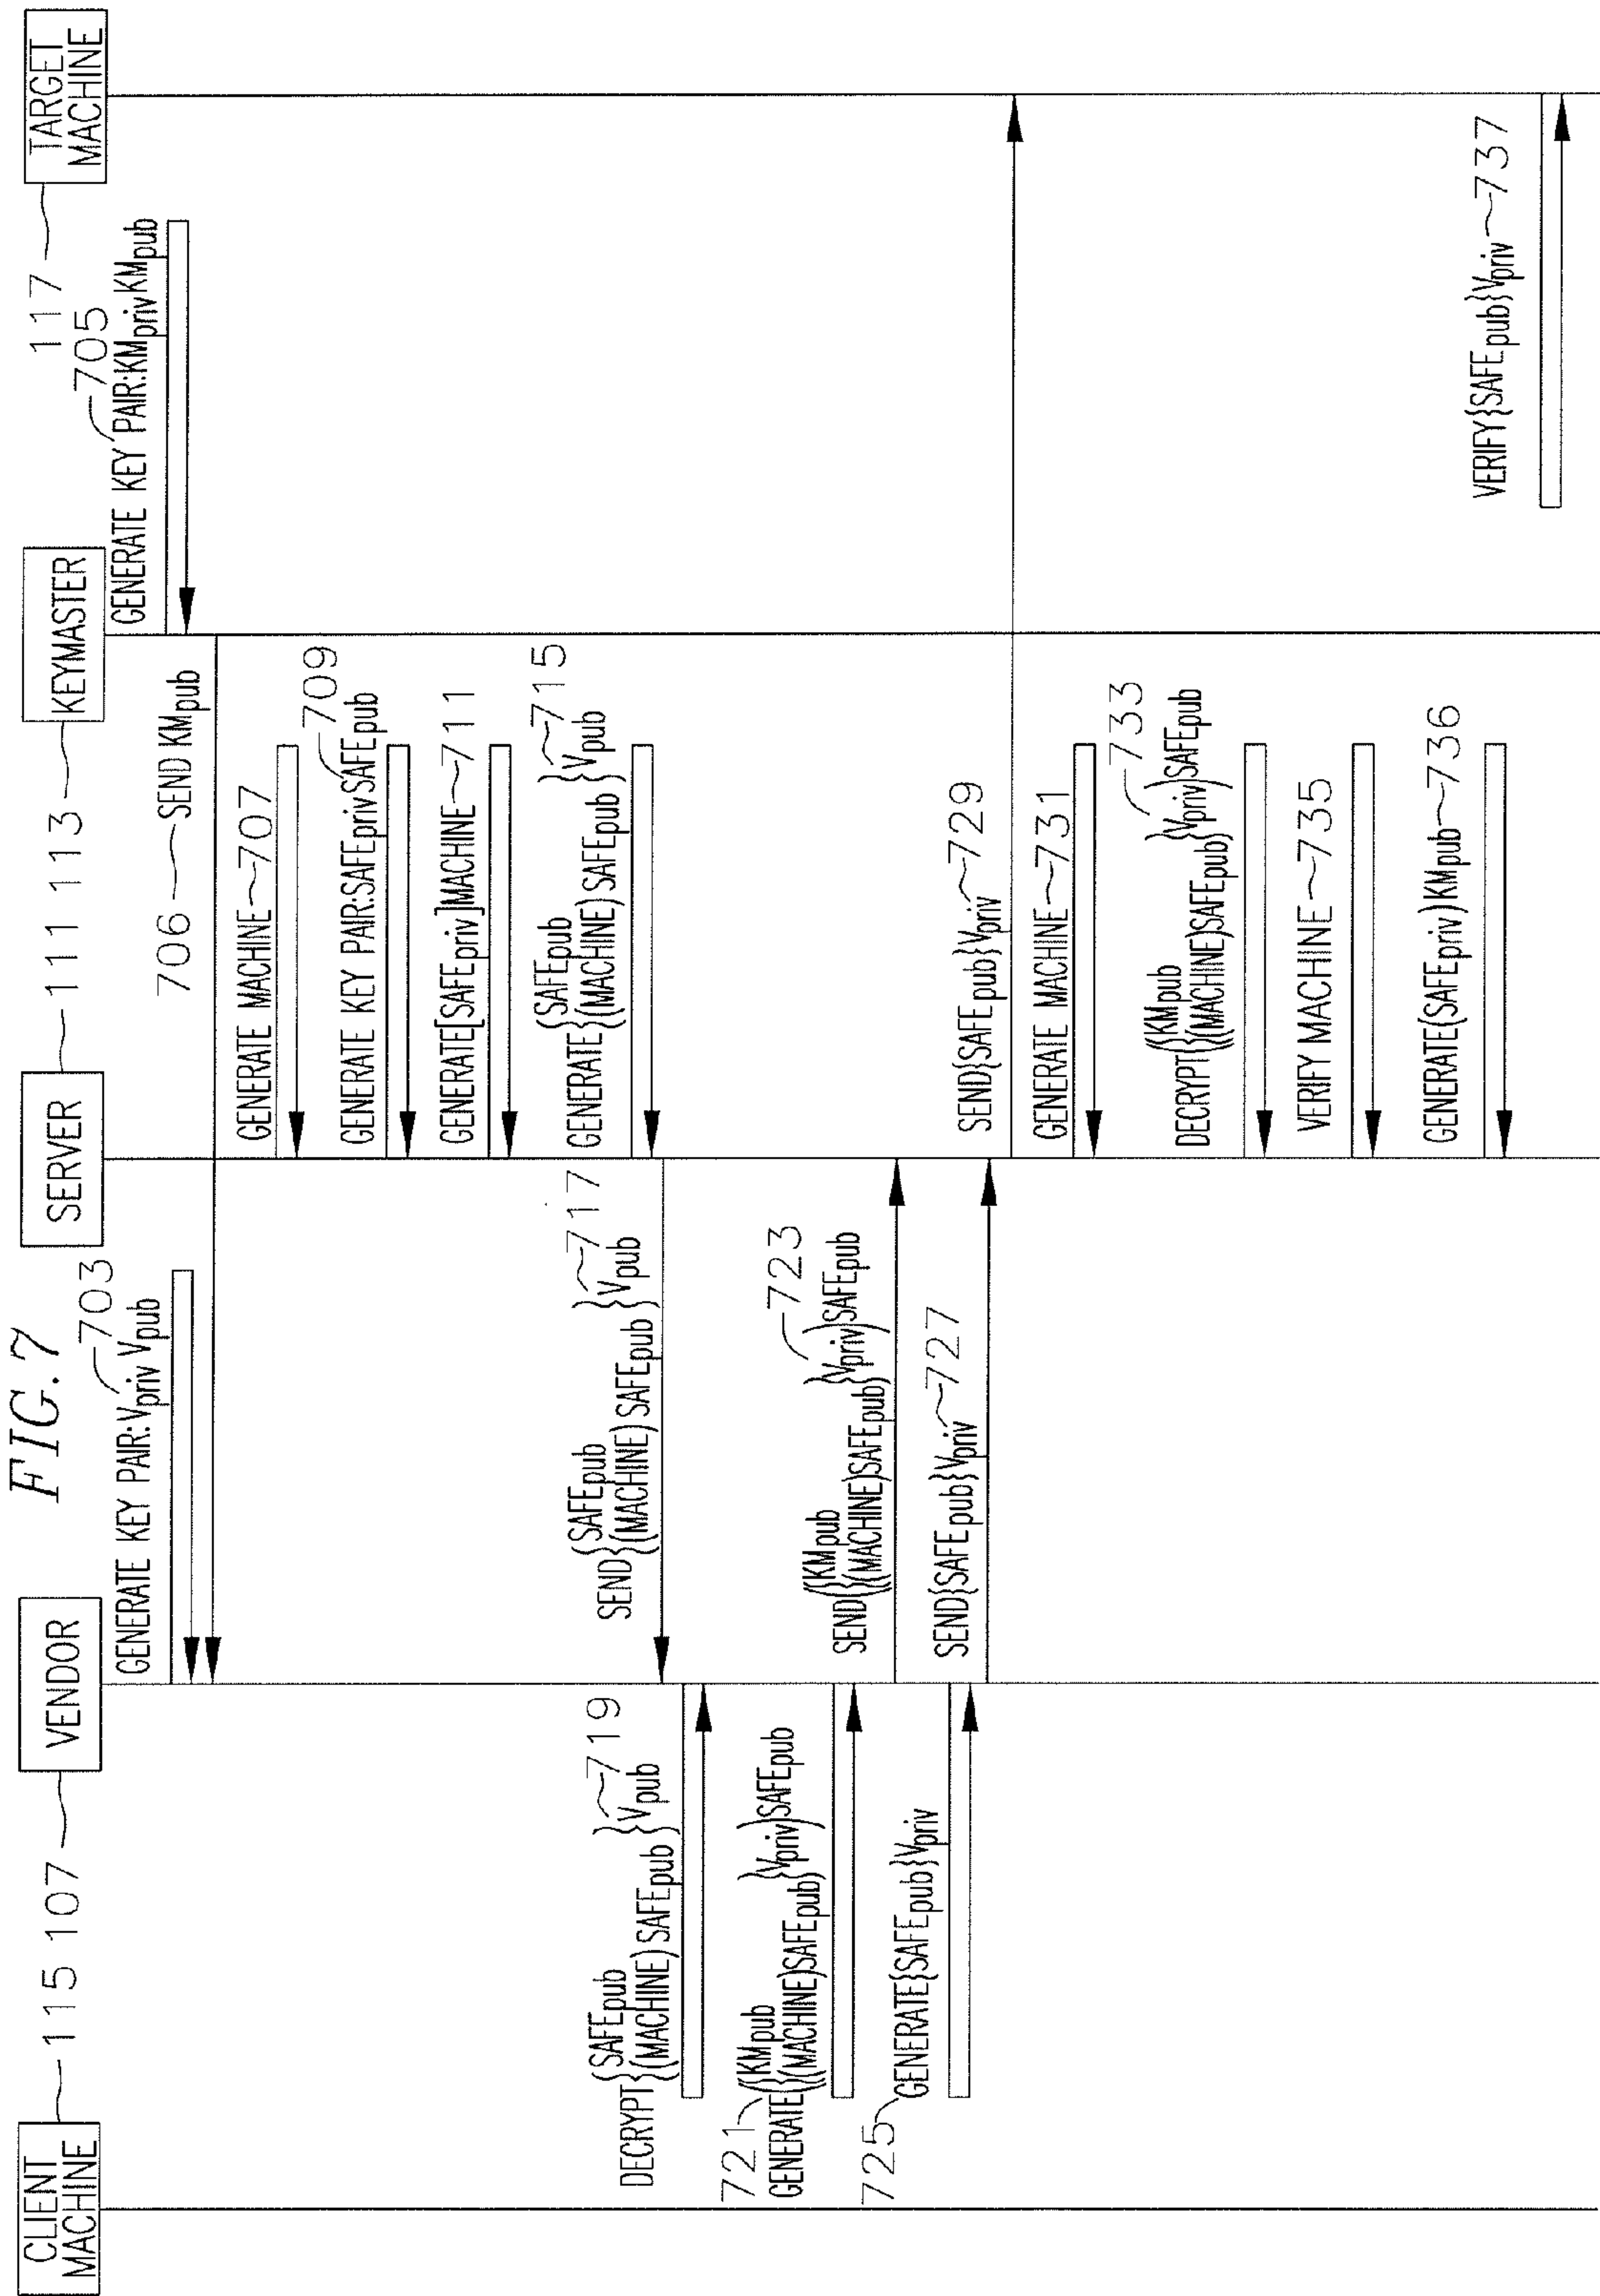 FIG. 7
CLIENT
MACHINE
115
107
VENDOR
SERVER
111
113
KEYMASTER
117
TARGET
MACHINE
GENERATE KEY PAIR:Vpriv Vpub
703
GENERATE KEY PAIR:KMprivKMpub
705
706
SEND KMpub
GENERATE MACHINE 707
GENERATE KEY PAIR:SAFEprivSAFEpub
709
GENERATE[SAFEpriv]MACHINE 711
{SAFEpub } 715
GENERATE{(MACHINE) SAFEpub }Vpub
{SAFEpub } 717
SEND{(MACHINE) SAFEpub }Vpub
{SAFEpub } 719
DECRYPT{(MACHINE) SAFEpub }Vpub
721
({KMpub } )
GENERATE({(MACHINE)SAFEpub}Vpriv)SAFEpub
723
({KMpub } )
SEND({(MACHINE)SAFEpub}Vpriv)SAFEpub
725
GENERATE{SAFEpub}Vpriv
SEND{SAFEpub}Vpriv 727
SEND{SAFEpub}Vpriv 729
GENERATE MACHINE 731
733
({KMpub } )
DECRYPT({(MACHINE)SAFEpub}Vpriv)SAFEpub
VERIFY MACHINE 735
GENERATE(SAFEpriv)KMpub 736
VERIFY{SAFEpub}Vpriv 737